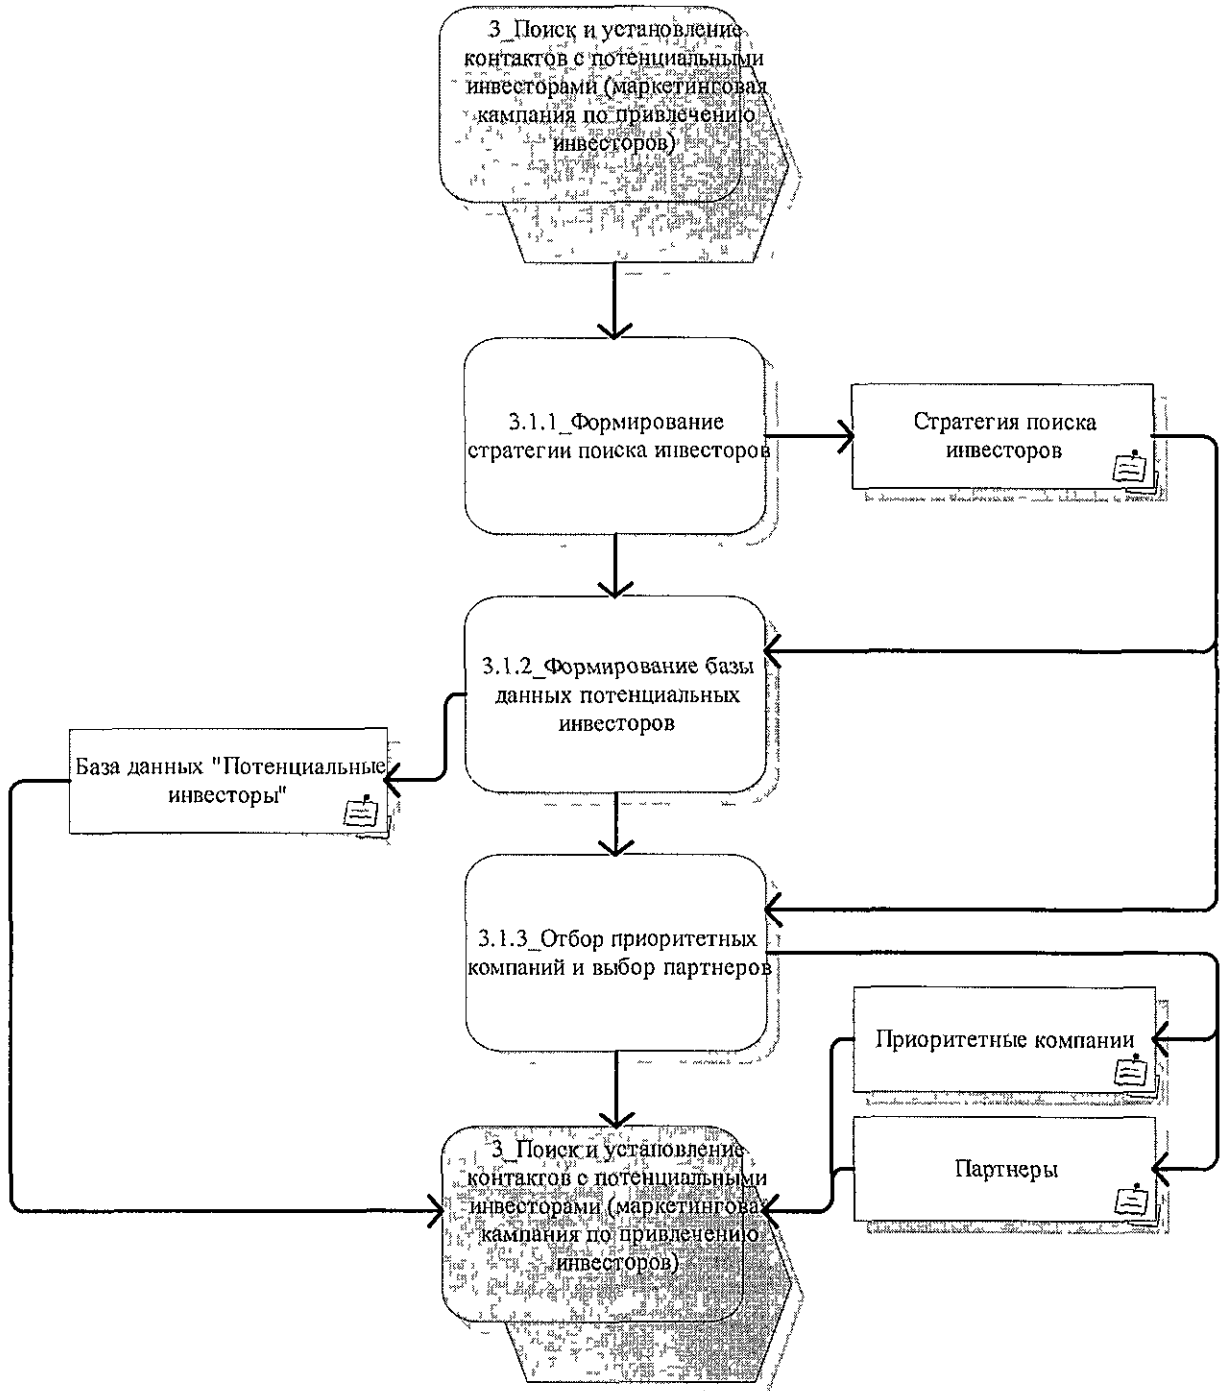 3_Поиск и установление
контактов с потенциальными
инвесторами (маркетинговая
кампания по привлечению
инвесторов)
3.1.1_Формирование
стратегии поиска инвесторов
Стратегия поиска
инвесторов
3.1.2_Формирование базы
данных потенциальных
инвесторов
База данных "Потенциальные
инвесторы"
3.1.3_Отбор приоритетных
компаний и выбор партнеров
Приоритетные компании
Партнеры
3_Поиск и установление
контактов с потенциальными
инвесторами (маркетинговая
кампания по привлечению
инвесторов)